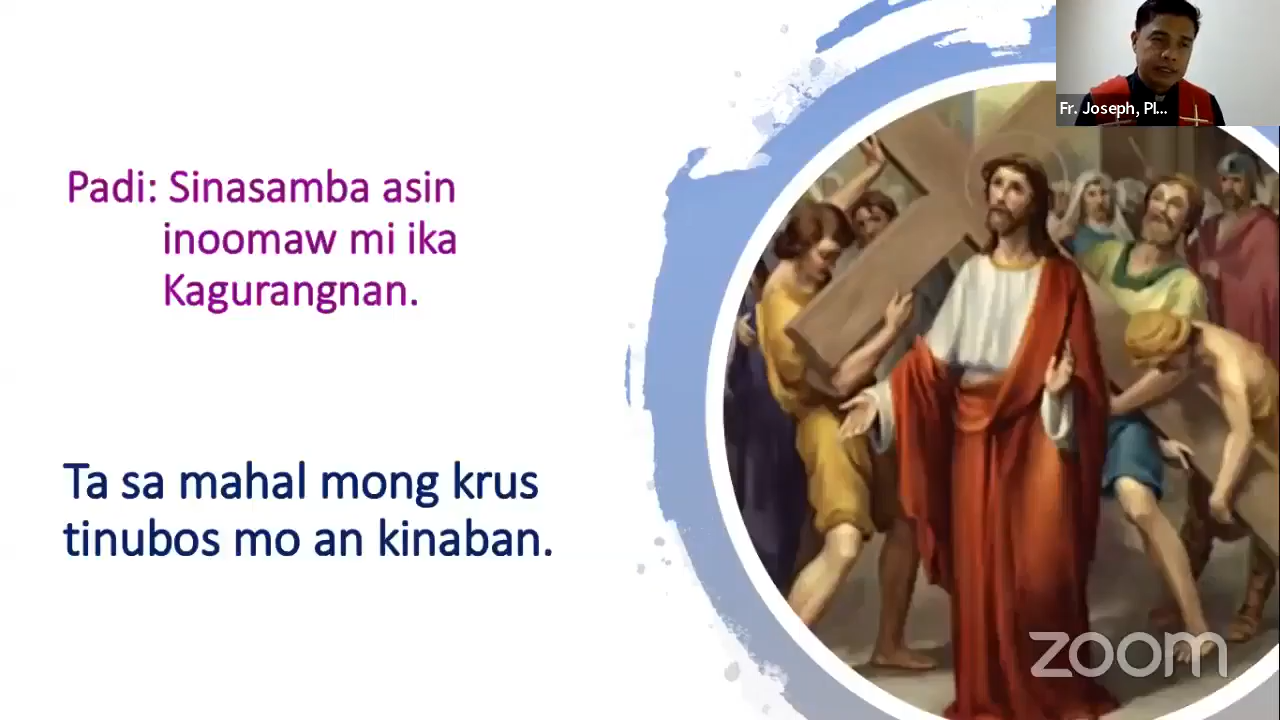 Fr. Joseph, Pl...
Padi: Sinasamba asin
inoomaw mi ika
Kagurangnan.
Ta sa mahal mong krus
tinubos mo an kinaban.
zoom